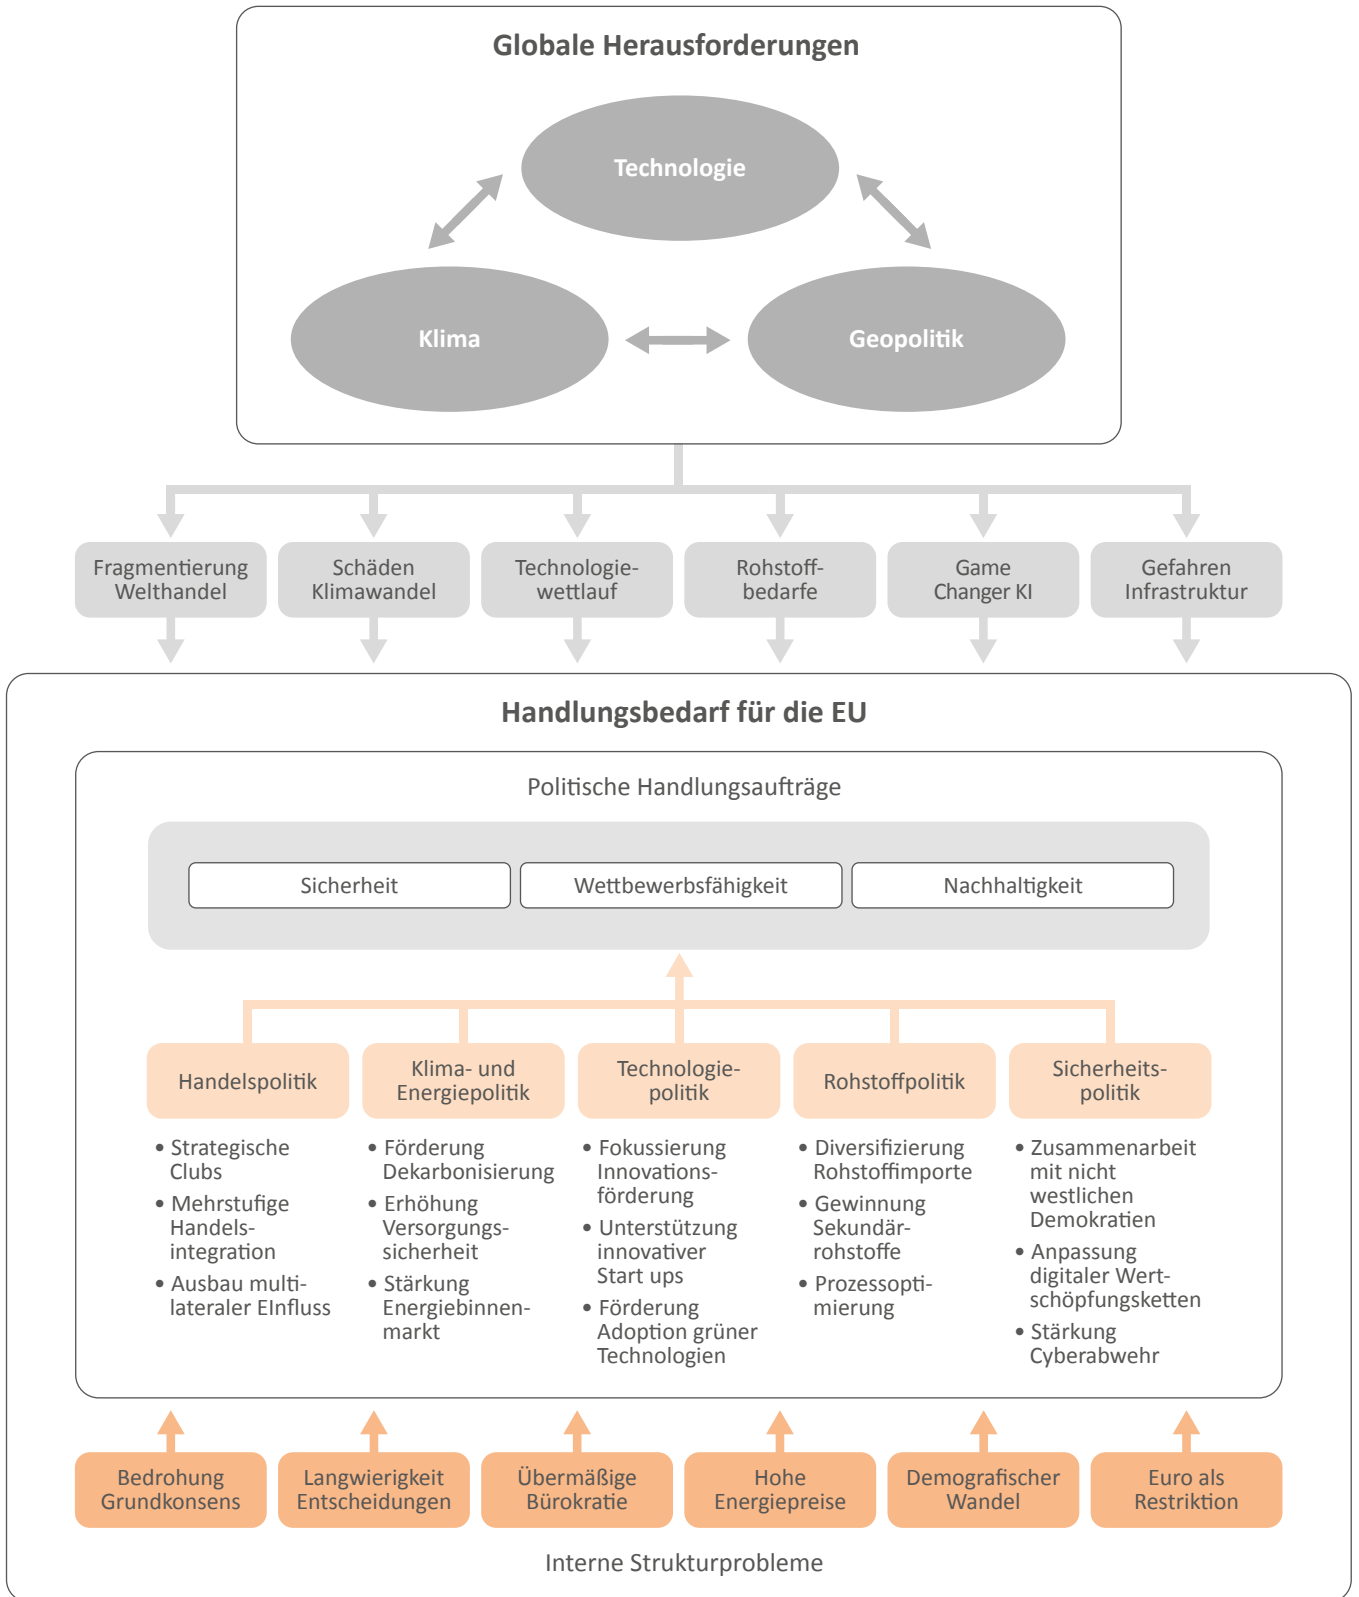 Globale Herausforderungen
Technologie
Klima
Geopolitik
Fragmentierung
Welthandel
Schäden
Klimawandel
Technologie-
wettlauf
Rohstoff-
bedarfe
Game
Changer KI
Gefahren
Infrastruktur
Handlungsbedarf für die EU
Politische Handlungsaufträge
Sicherheit
Wettbewerbsfähigkeit
Nachhaltigkeit
Handelspolitik
Klima- und
Energiepolitik
Technologie-
politik
Rohstoffpolitik
Sicherheits-
politik
• Strategische
Clubs
• Mehrstufige
Handels-
integration
• Ausbau multi-
lateraler EInfluss
• Förderung
Dekarbonisierung
• Erhöhung
Versorgungs-
sicherheit
• Stärkung
Energiebinnen-
markt
• Fokussierung
Innovations-
förderung
• Unterstützung
innovativer
Start ups
• Förderung
Adoption grüner
Technologien
• Diversifizierung
Rohstoffimporte
• Gewinnung
Sekundär-
rohstoffe
• Prozessopti-
mierung
• Zusammenarbeit
mit nicht
westlichen
Demokratien
• Anpassung
digitaler Wert-
schöpfungsketten
• Stärkung
Cyberabwehr
Bedrohung
Grundkonsens
Langwierigkeit
Entscheidungen
Übermäßige
Bürokratie
Hohe
Energiepreise
Demografischer
Wandel
Euro als
Restriktion
Interne Strukturprobleme